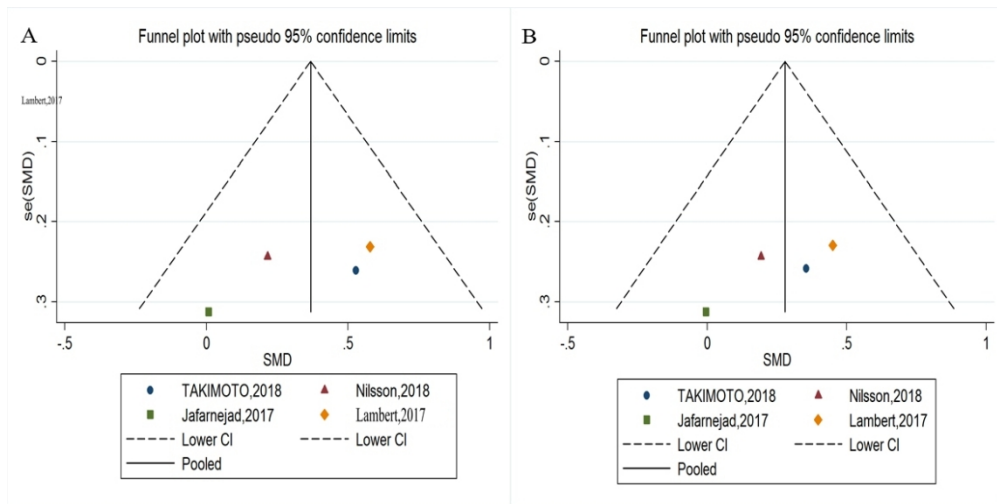 A
Funnel plot with pseudo 95% confidence limits
0
Lambert,2017
.1
se(SMD)
.2
.3
-.5 0 .5 1
SMD
TAKIMOTO,2018 Nilsson,2018
Jafarnejad,2017 Lambert,2017
Lower CI Lower CI
Pooled
B
Funnel plot with pseudo 95% confidence limits
0
.1
se(SMD)
.2
.3
-.5 0 .5 1
SMD
TAKIMOTO,2018 Nilsson,2018
Jafarnejad,2017 Lambert,2017
Lower CI Lower CI
Pooled